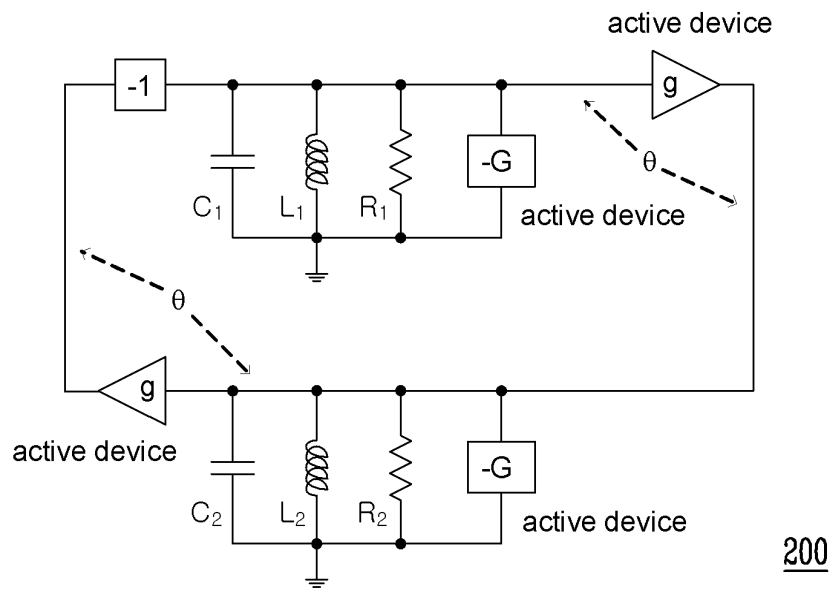 active device
-1
g
-G
θ
C1
L1
R1
active device
θ
g
-G
active device
C2
L2
R2
active device
200